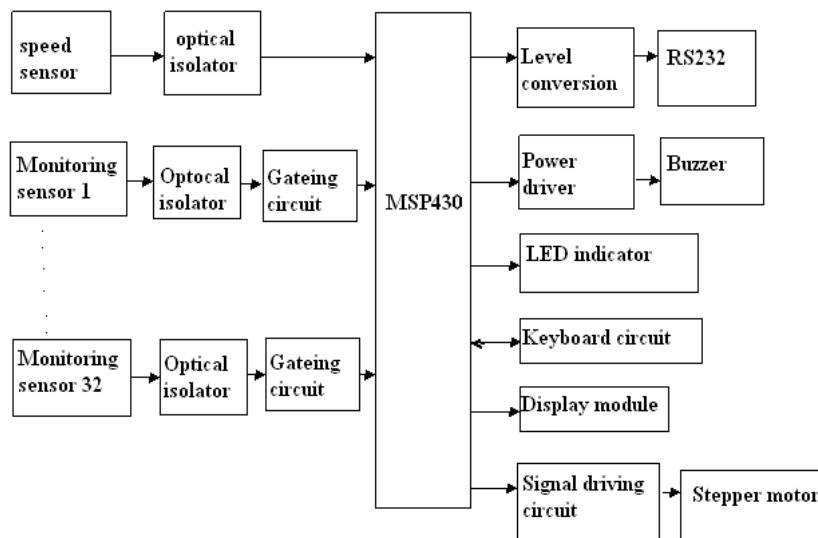 speed
sensor
optical
isolator
Level
conversion
RS232
Monitoring
sensor 1
Optocal
isolator
Gateing
circuit
MSP430
Power
driver
Buzzer
LED indicator
Keyboard circuit
Monitoring
sensor 32
Optical
isolator
Gateing
circuit
Display module
Signal driving
circuit
Stepper motor